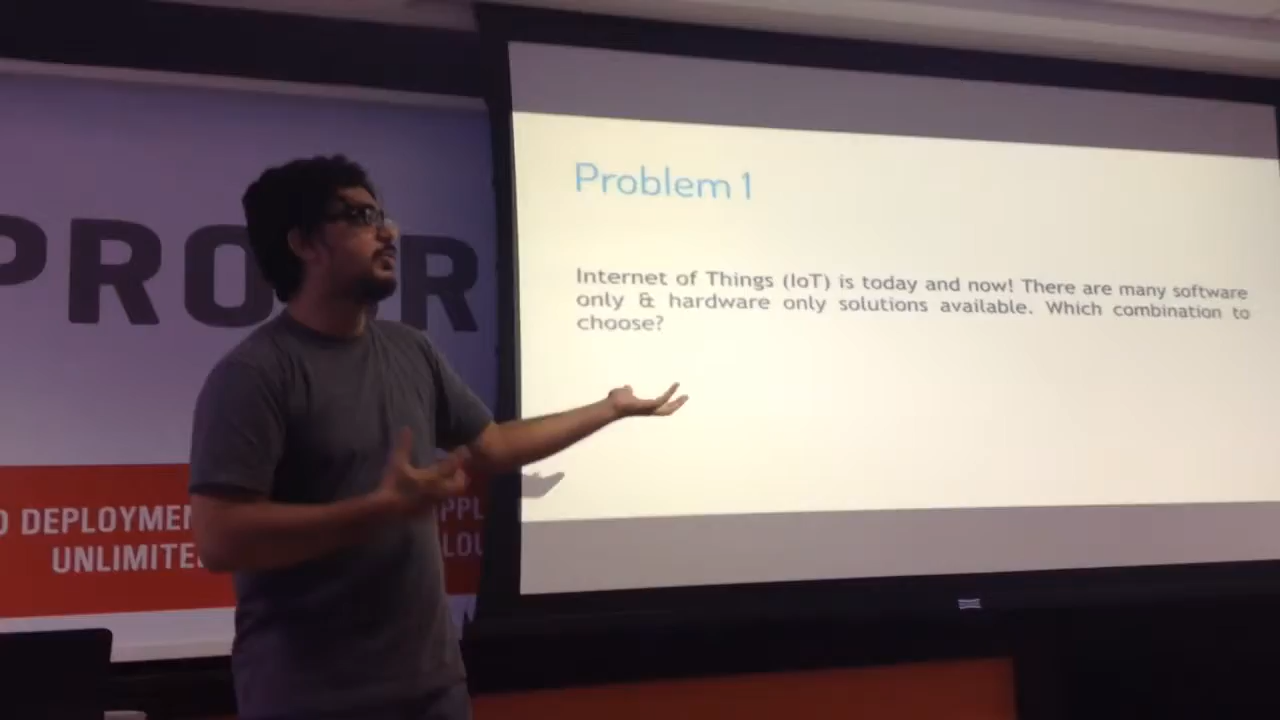 Problem 1
Internet of Things (IoT) is today and now! There are many software
only & hardware only solutions available. Which combination to
choose?
PRO R
D DEPLOYMEN
UNLIMITE